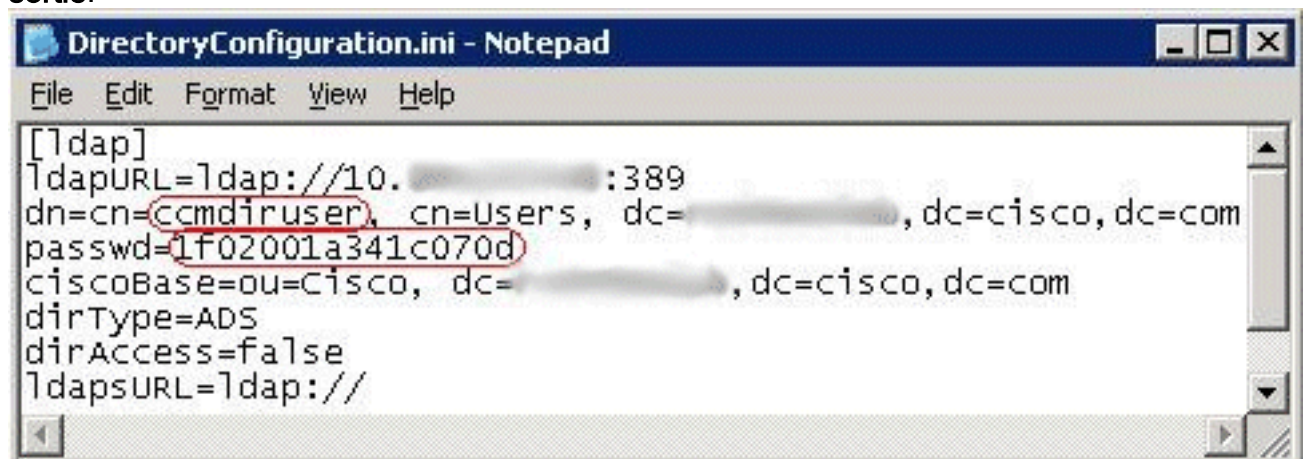 DirectoryConfiguration.ini - Notepad
File Edit Format View Help
[ldap]
ldapURL=ldap://10. :389
dn=cn=ccmdiruser, cn=Users, dc= ,dc=cisco,dc=com
passwd=1f02001a341c070d
ciscoBase=ou=Cisco, dc= ,dc=cisco,dc=com
dirType=ADS
dirAccess=false
ldapsURL=ldap://